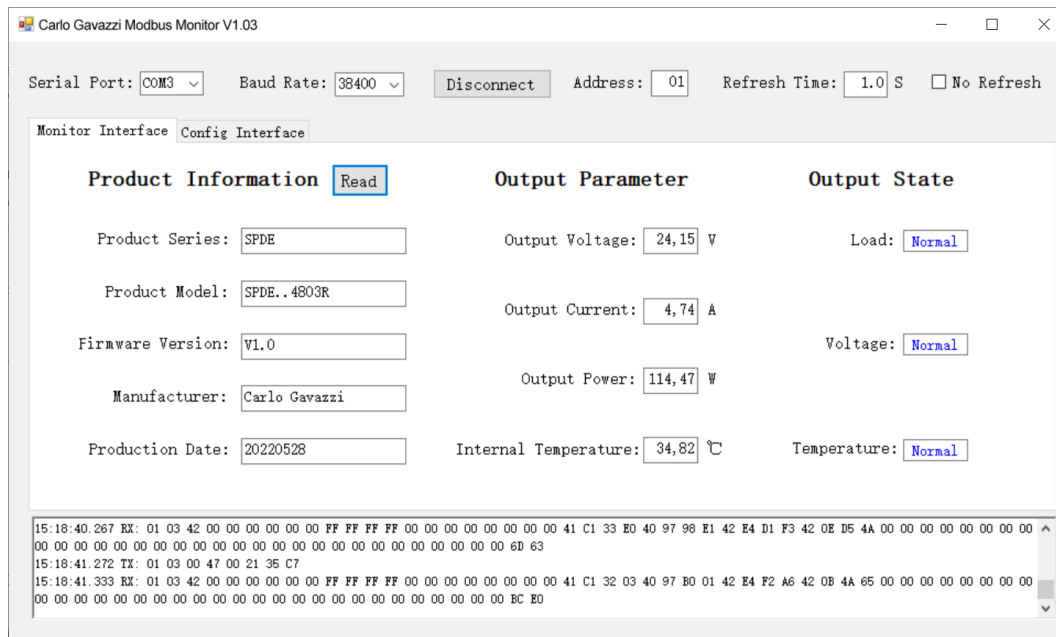 Carlo Gavazzi Modbus Monitor V1.03
Serial Port: COM3 Baud Rate: 38400 Disconnect Address: 01 Refresh Time: 1.0 S No Refresh
Monitor Interface Config Interface
Product Information Read Output Parameter Output State
Product Series: SPDE Output Voltage: 24,15 V Load: Normal
Product Model: SPDE..4803R Output Current: 4,74 A
Firmware Version: V1.0 Voltage: Normal
Output Power: 114,47 W
Manufacturer: Carlo Gavazzi
Production Date: 20220528 Internal Temperature: 34,82 ℃ Temperature: Normal
15:18:40.267 RX: 01 03 42 00 00 00 00 00 00 FF FF FF FF 00 00 00 00 00 00 00 00 41 C1 33 E0 40 97 98 E1 42 E4 D1 F3 42 0E D5 4A 00 00 00 00 00 00 00 00
00 00 00 00 00 00 00 00 00 00 00 00 00 00 00 00 00 00 00 00 00 00 00 00 6D 63
15:18:41.272 TX: 01 03 00 47 00 21 35 C7
15:18:41.333 RX: 01 03 42 00 00 00 00 00 00 FF FF FF FF 00 00 00 00 00 00 00 00 41 C1 32 03 40 97 B0 01 42 E4 F2 A6 42 0B 4A 65 00 00 00 00 00 00 00 00
00 00 00 00 00 00 00 00 00 00 00 00 00 00 00 00 00 00 00 00 00 00 00 00 BC E0